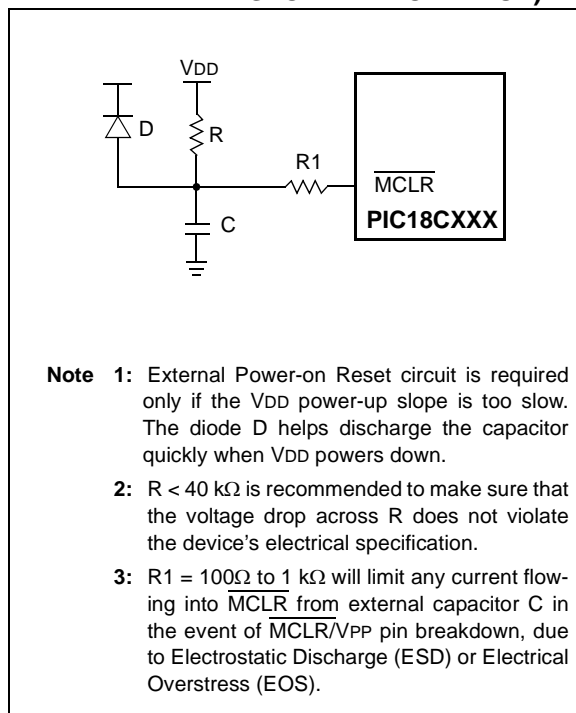 VDD
D
R
R1
MCLR
PIC18CXXX
C
Note 1: External Power-on Reset circuit is required
only if the VDD power-up slope is too slow.
The diode D helps discharge the capacitor
quickly when VDD powers down.
2: R < 40 kΩ is recommended to make sure that
the voltage drop across R does not violate
the device's electrical specification.
3: R1 = 100Ω to 1 kΩ will limit any current flow-
ing into MCLR from external capacitor C in
the event of MCLR/VPP pin breakdown, due
to Electrostatic Discharge (ESD) or Electrical
Overstress (EOS).